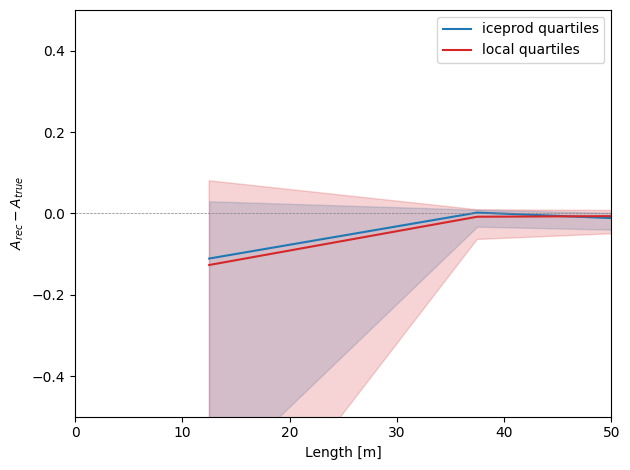 iceprod quartiles
local quartiles
0.4
0.2
0.0
−0.2
−0.4
A_rec − A_true
0 10 20 30 40 50
Length [m]